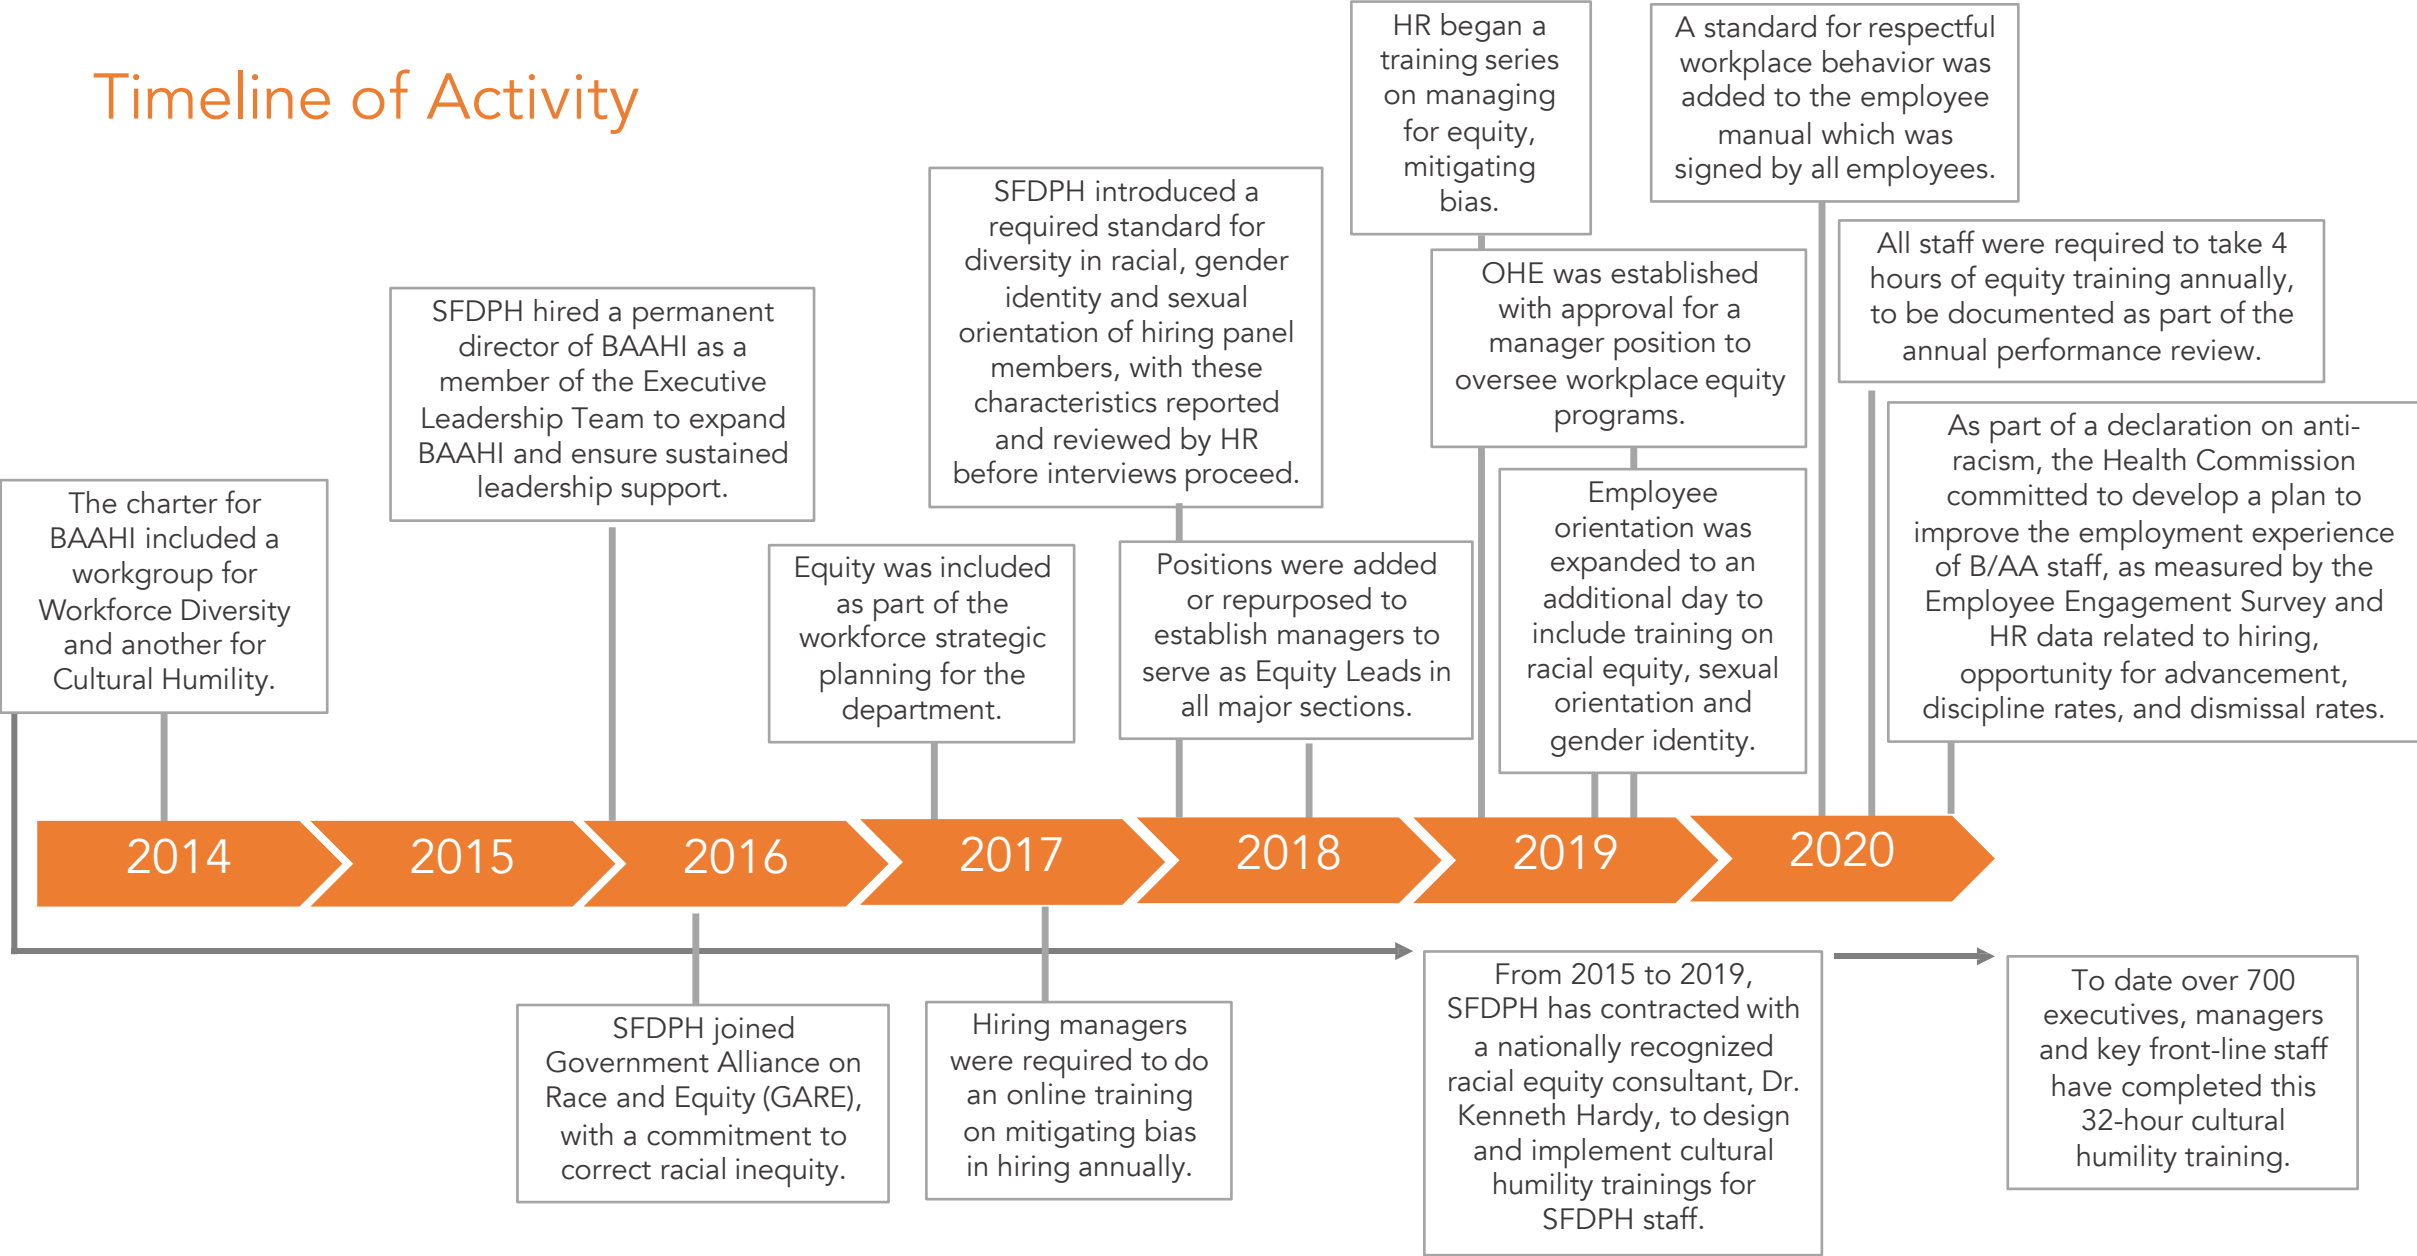 Timeline of Activity
The charter for
BAAHI included a
workgroup for
Workforce Diversity
and another for
Cultural Humility.
SFDPH hired a permanent
director of BAAHI as a
member of the Executive
Leadership Team to expand
BAAHI and ensure sustained
leadership support.
Equity was included
as part of the
workforce strategic
planning for the
department.
SFDPH introduced a
required standard for
diversity in racial, gender
identity and sexual
orientation of hiring panel
members, with these
characteristics reported
and reviewed by HR
before interviews proceed.
Positions were added
or repurposed to
establish managers to
serve as Equity Leads in
all major sections.
HR began a
training series
on managing
for equity,
mitigating
bias.
OHE was established
with approval for a
manager position to
oversee workplace equity
programs.
Employee
orientation was
expanded to an
additional day to
include training on
racial equity, sexual
orientation and
gender identity.
A standard for respectful
workplace behavior was
added to the employee
manual which was
signed by all employees.
All staff were required to take 4
hours of equity training annually,
to be documented as part of the
annual performance review.
As part of a declaration on anti-
racism, the Health Commission
committed to develop a plan to
improve the employment experience
of B/AA staff, as measured by the
Employee Engagement Survey and
HR data related to hiring,
opportunity for advancement,
discipline rates, and dismissal rates.
2014
2015
2016
2017
2018
2019
2020
SFDPH joined
Government Alliance on
Race and Equity (GARE),
with a commitment to
correct racial inequity.
Hiring managers
were required to do
an online training
on mitigating bias
in hiring annually.
From 2015 to 2019,
SFDPH has contracted with
a nationally recognized
racial equity consultant, Dr.
Kenneth Hardy, to design
and implement cultural
humility trainings for
SFDPH staff.
To date over 700
executives, managers
and key front-line staff
have completed this
32-hour cultural
humility training.